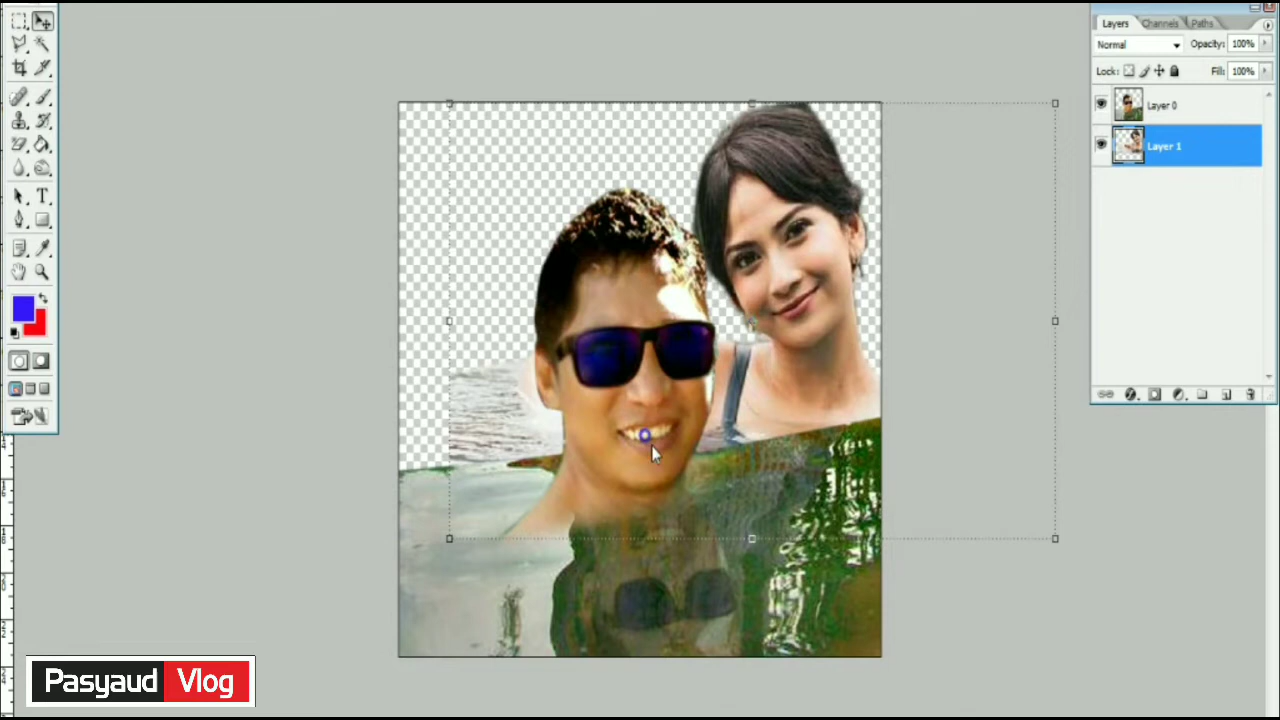 Layers Channels Paths
Normal Opacity: 100%
Lock: Fill: 100%
Layer 0
Layer 1
T
Pasyaud Vlog